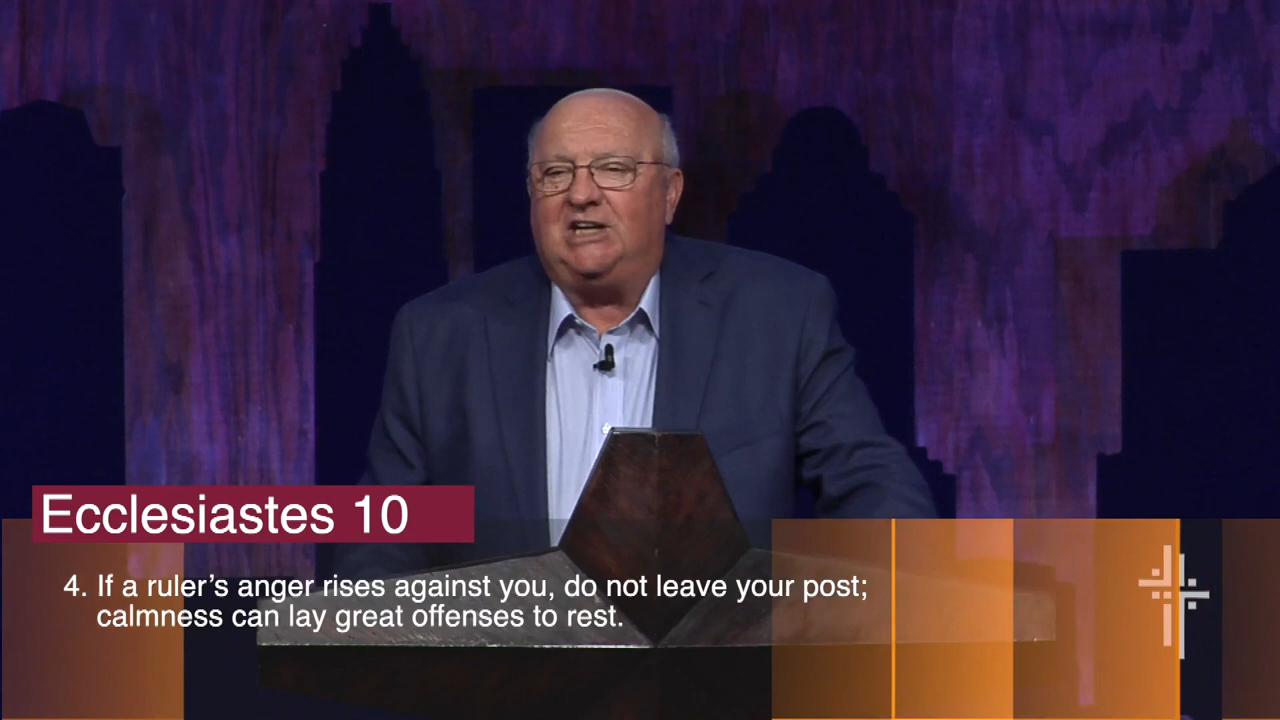 Ecclesiastes 10
4. If a ruler’s anger rises against you, do not leave your post;
calmness can lay great offenses to rest.